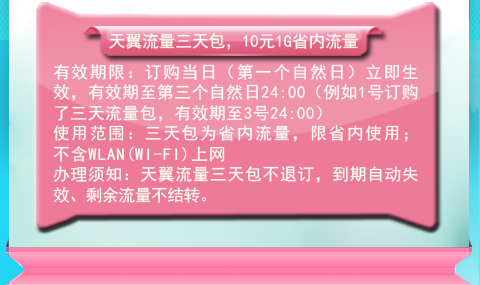 天翼流量三天包，10元1G省内流量
有效期限：订购当日（第一个自然日）立即生
效，有效期至第三个自然日24:00（例如1号订购
了三天流量包，有效期至3号24:00）
使用范围：三天包为省内流量，限省内使用；
不含WLAN(WI-FI)上网
办理须知：天翼流量三天包不退订，到期自动失
效、剩余流量不结转。